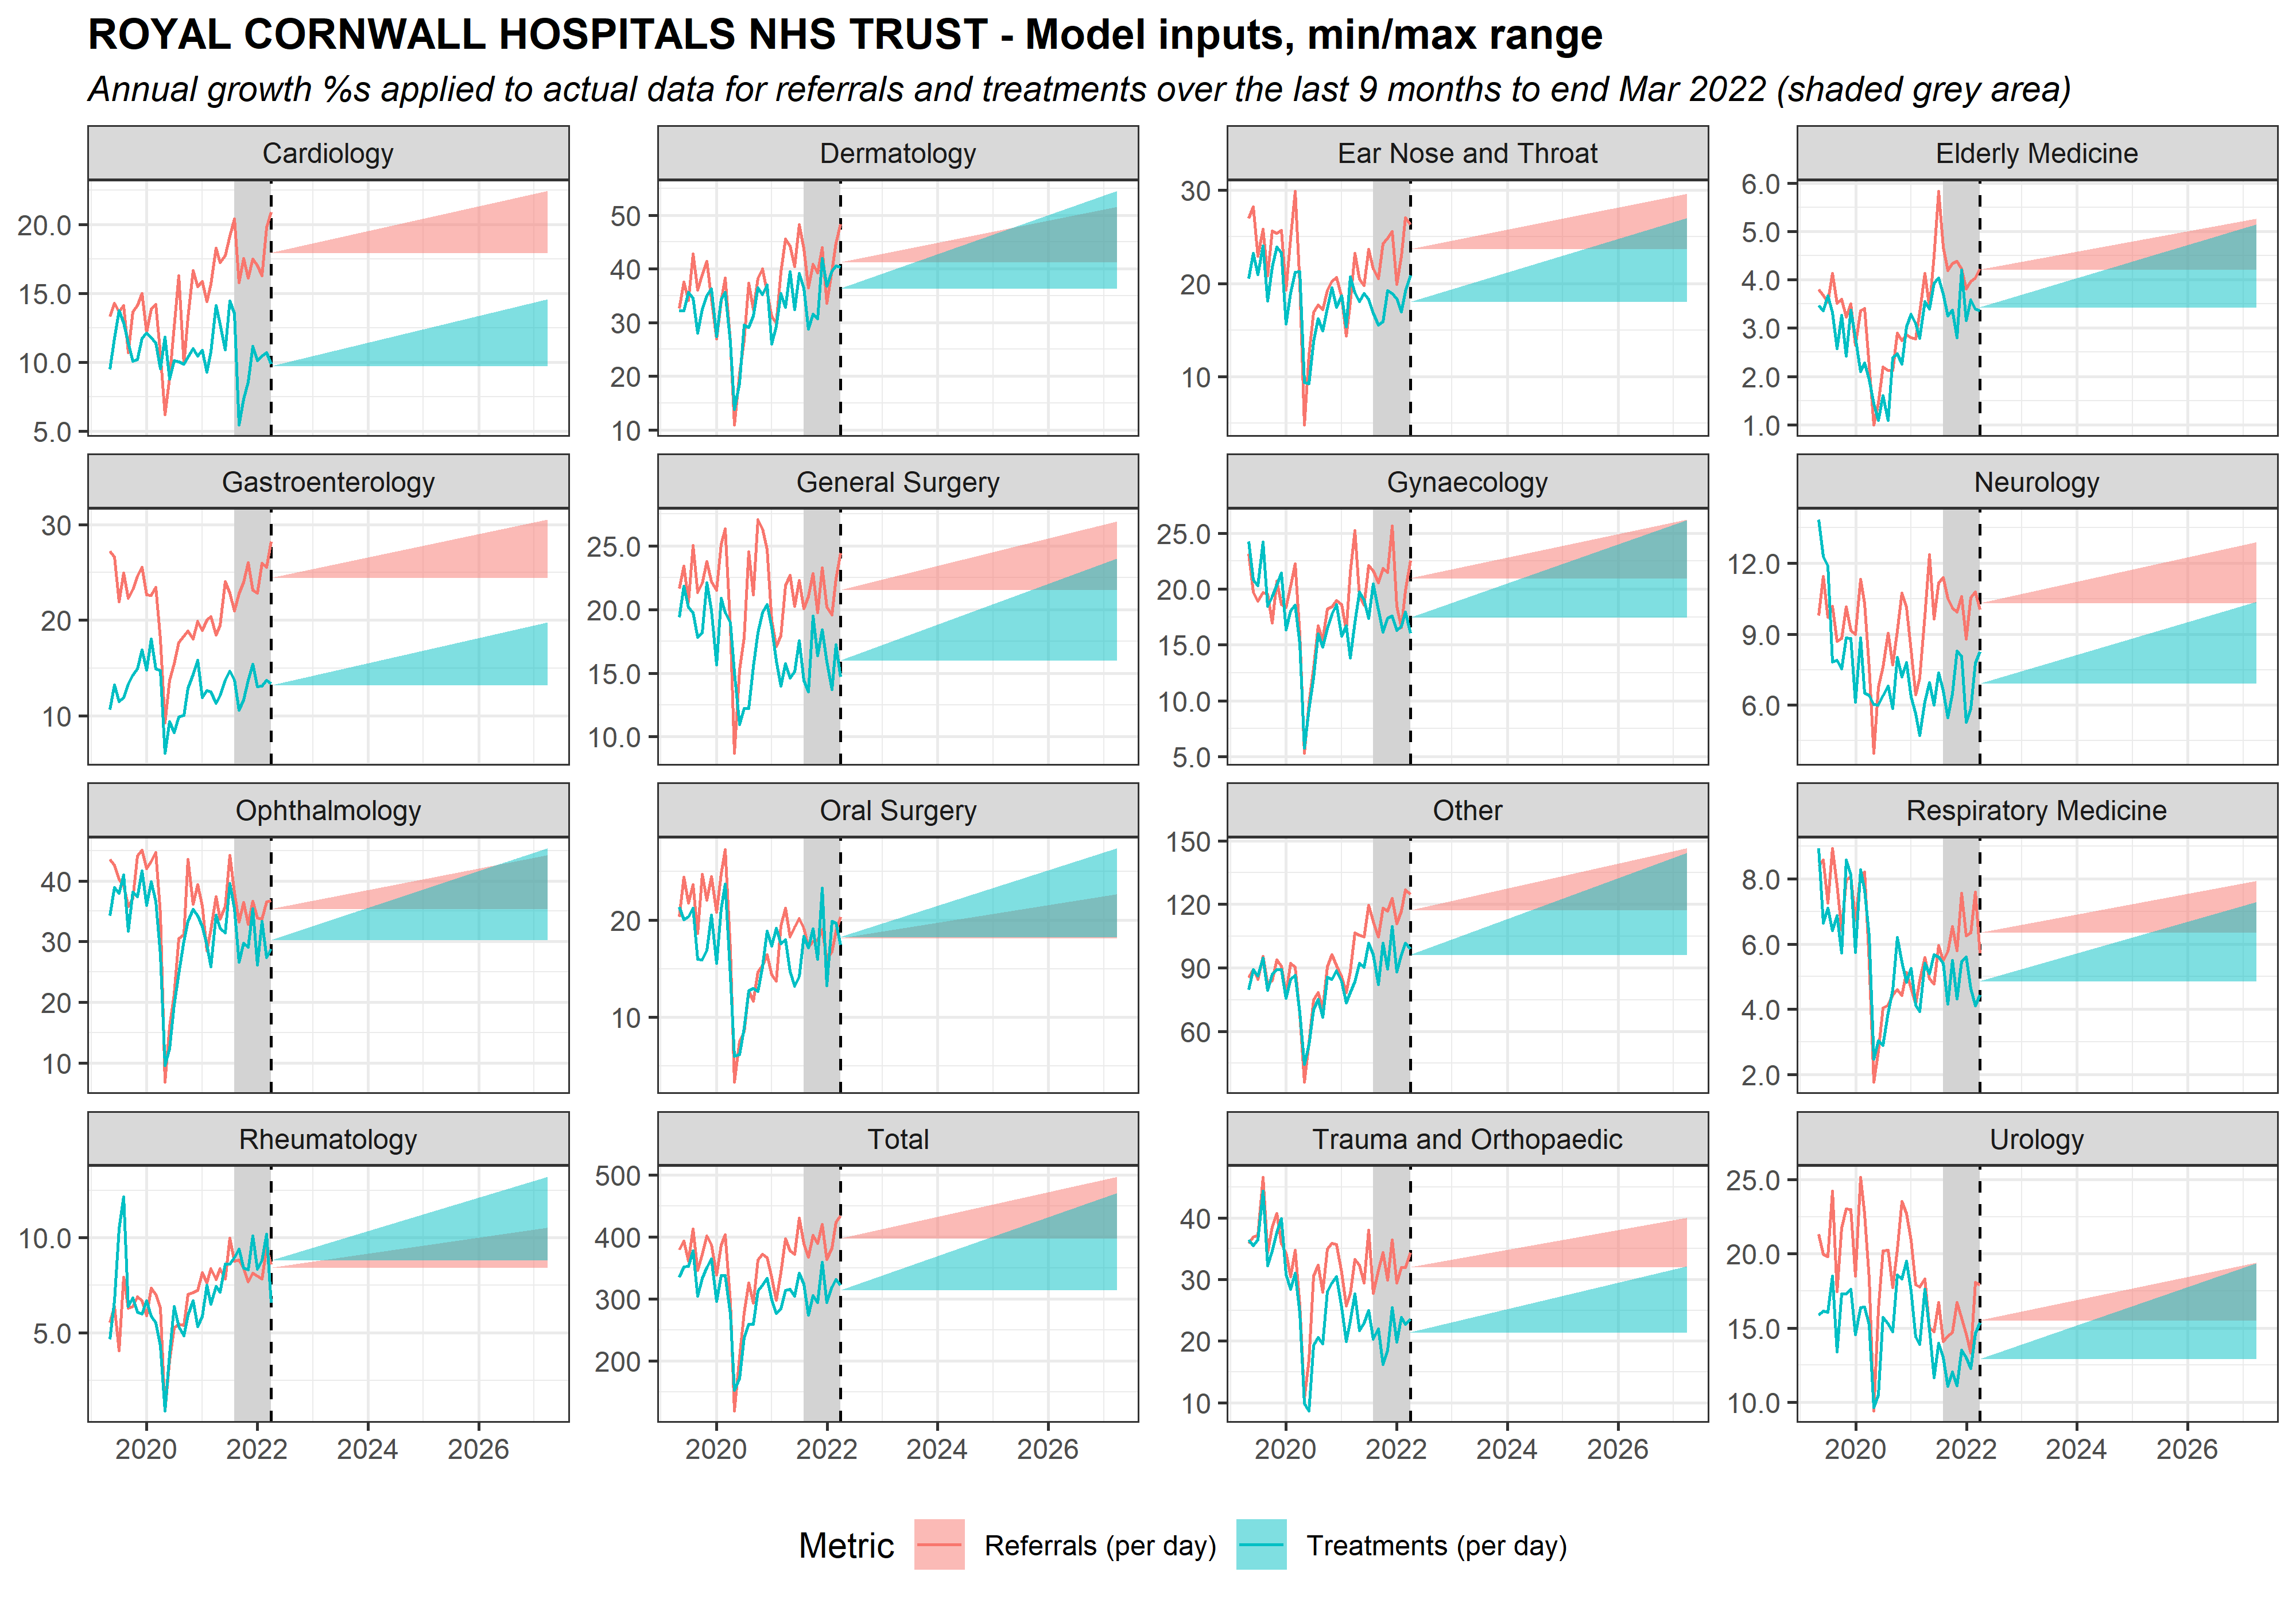 ROYAL CORNWALL HOSPITALS NHS TRUST - Model inputs, min/max range
Annual growth %s applied to actual data for referrals and treatments over the last 9 months to end Mar 2022 (shaded grey area)
Cardiology
20.0
15.0
10.0
5.0
Dermatology
50
40
30
20
10
Ear Nose and Throat
30
20
10
Elderly Medicine
6.0
5.0
4.0
3.0
2.0
1.0
Gastroenterology
30
20
10
General Surgery
25.0
20.0
15.0
10.0
Gynaecology
25.0
20.0
15.0
10.0
5.0
Neurology
12.0
9.0
6.0
Ophthalmology
40
30
20
10
Oral Surgery
20
10
Other
150
120
90
60
Respiratory Medicine
8.0
6.0
4.0
2.0
Rheumatology
10.0
5.0
2020 2022 2024 2026
Total
500
400
300
200
2020 2022 2024 2026
Trauma and Orthopaedic
40
30
20
10
2020 2022 2024 2026
Urology
25.0
20.0
15.0
10.0
2020 2022 2024 2026
Metric Referrals (per day) Treatments (per day)